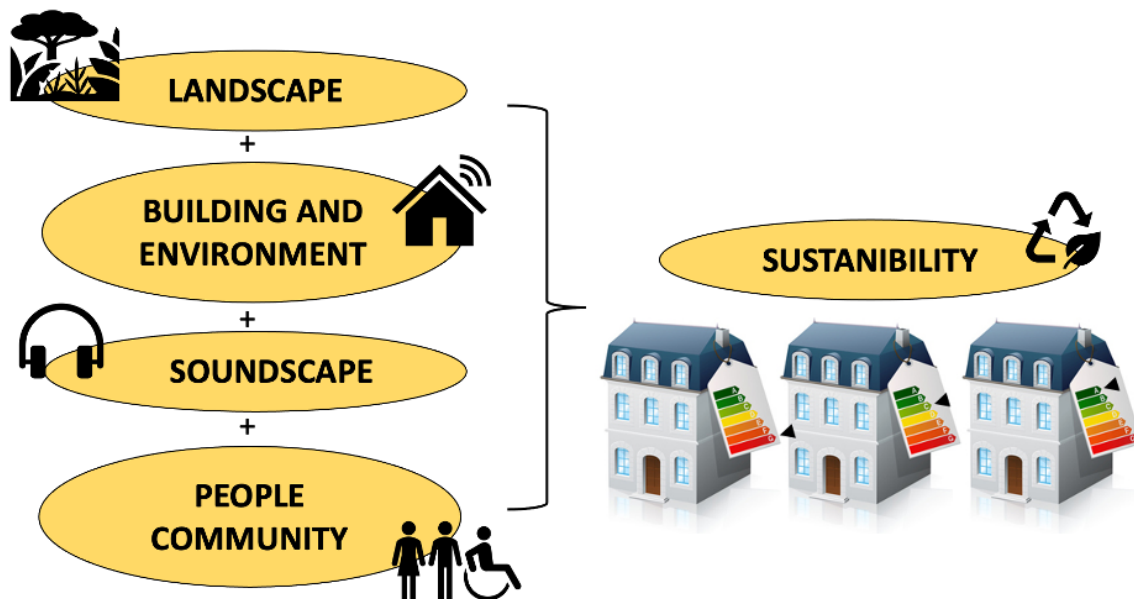 LANDSCAPE
+
BUILDING AND
ENVIRONMENT
+
SOUNDSCAPE
+
PEOPLE
COMMUNITY
SUSTANIBILITY
A
B
C
G
A
B
C
G
A
B
C
G